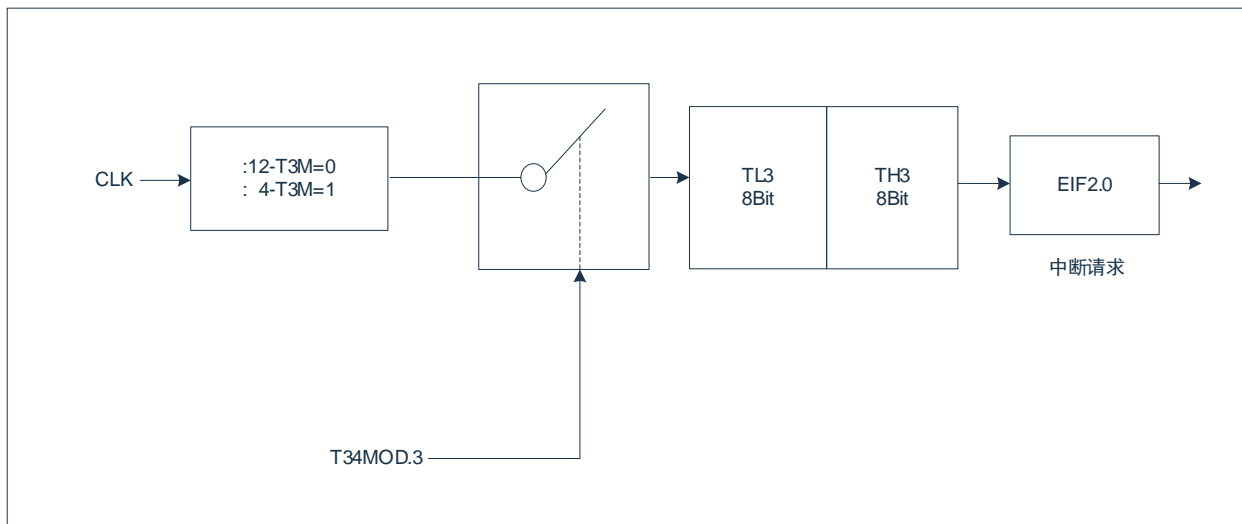 CLK
:12-T3M=0
: 4-T3M=1
TL3
8Bit
TH3
8Bit
EIF2.0
中断请求
T34MOD.3